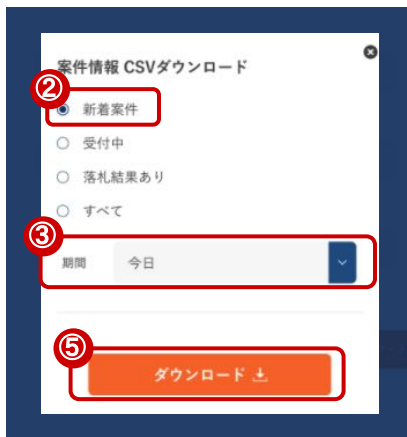 案件情報 CSVダウンロード
②
新着案件
受付中
落札結果あり
すべて
③
期間 今日
⑤
ダウンロード